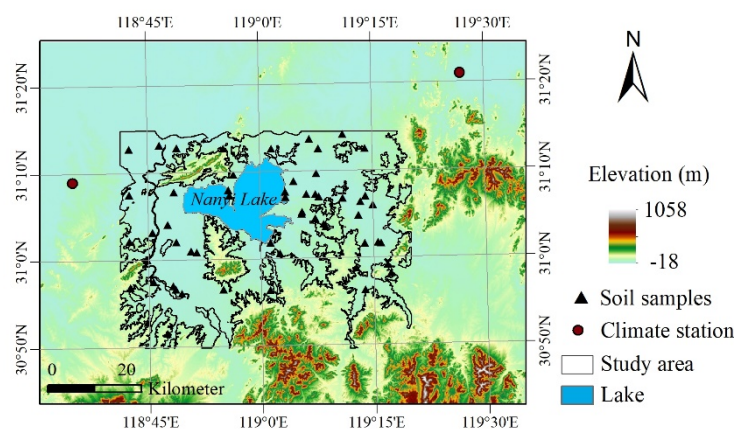 118°45'E 119°0'E 119°15'E 119°30'E
N
31°20'N
31°20'N
31°10'N
31°10'N
Nanyi Lake
Elevation (m)
1058
-18
31°0'N
31°0'N
Soil samples
Climate station
30°50'N
30°50'N
Study area
0 20
Kilometer
Lake
118°45'E 119°0'E 119°15'E 119°30'E